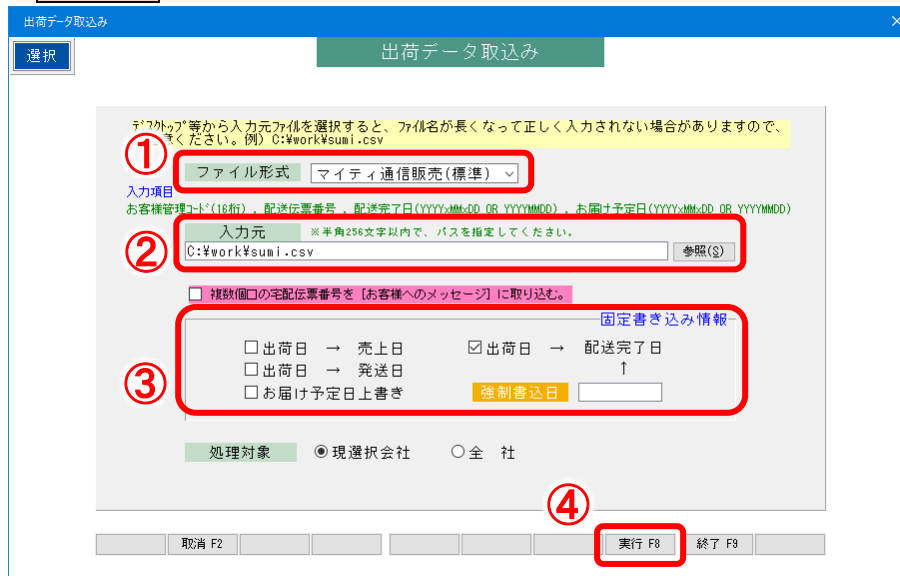 出荷データ取込み
選択
出荷データ取込み
デスクトップ等から入力元ファイルを選択すると、ファイル名が長くなって正しく入力されない場合がありますので、
ください。例）C:¥work¥sumi.csv
①
ファイル形式 マイティ通信販売(標準)
入力項目
お客様管理コード(16桁) , 配送伝票番号 , 配送完了日(YYYYxMMxDD OR YYYYMMDD) , お届け予定日(YYYYxMMxDD OR YYYYMMDD)
②
入力元 ※半角256文字以内で、パスを指定してください。
C:¥work¥sumi.csv 参照(S)
複数個口の宅配伝票番号を［お客様へのメッセージ］に取り込む。
③
固定書き込み情報
出荷日 → 売上日 出荷日 → 配送完了日
出荷日 → 発送日 ↑
お届け予定日上書き 強制書込日
処理対象 現選択会社 全 社
④
取消 F2 実行 F8 終了 F9